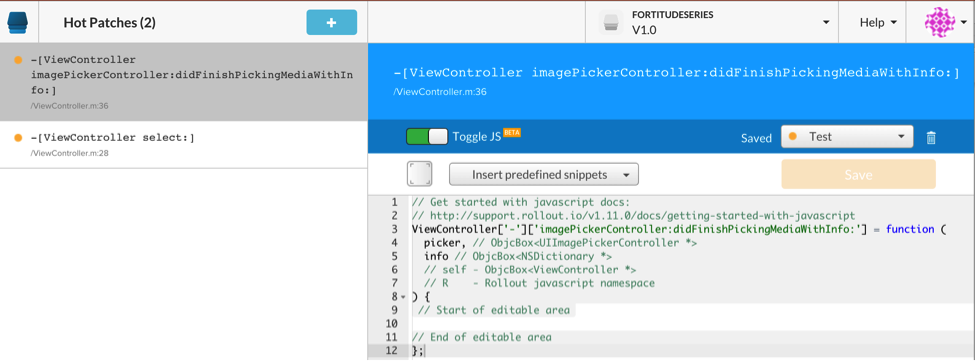 Hot Patches (2)
+
FORTITUDESERIES
V1.0
Help
-[ViewController
imagePickerController:didFinishPickingMediaWithIn
fo:]
/ViewController.m:36
-[ViewController select:]
/ViewController.m:28
-[ViewController imagePickerController:didFinishPickingMediaWithInfo:]
/ViewController.m:36
Toggle JS BETA
Saved
Test
Insert predefined snippets
Save
1 // Get started with javascript docs:
2 // http://support.rollout.io/v1.11.0/docs/getting-started-with-javascript
3 ViewController['-']['imagePickerController:didFinishPickingMediaWithInfo:'] = function (
4 picker, // ObjcBox<UIImagePickerController *>
5 info // ObjcBox<NSDictionary *>
6 // self - ObjcBox<ViewController *>
7 // R - Rollout javascript namespace
8 ) {
9 // Start of editable area
10
11 // End of editable area
12 };